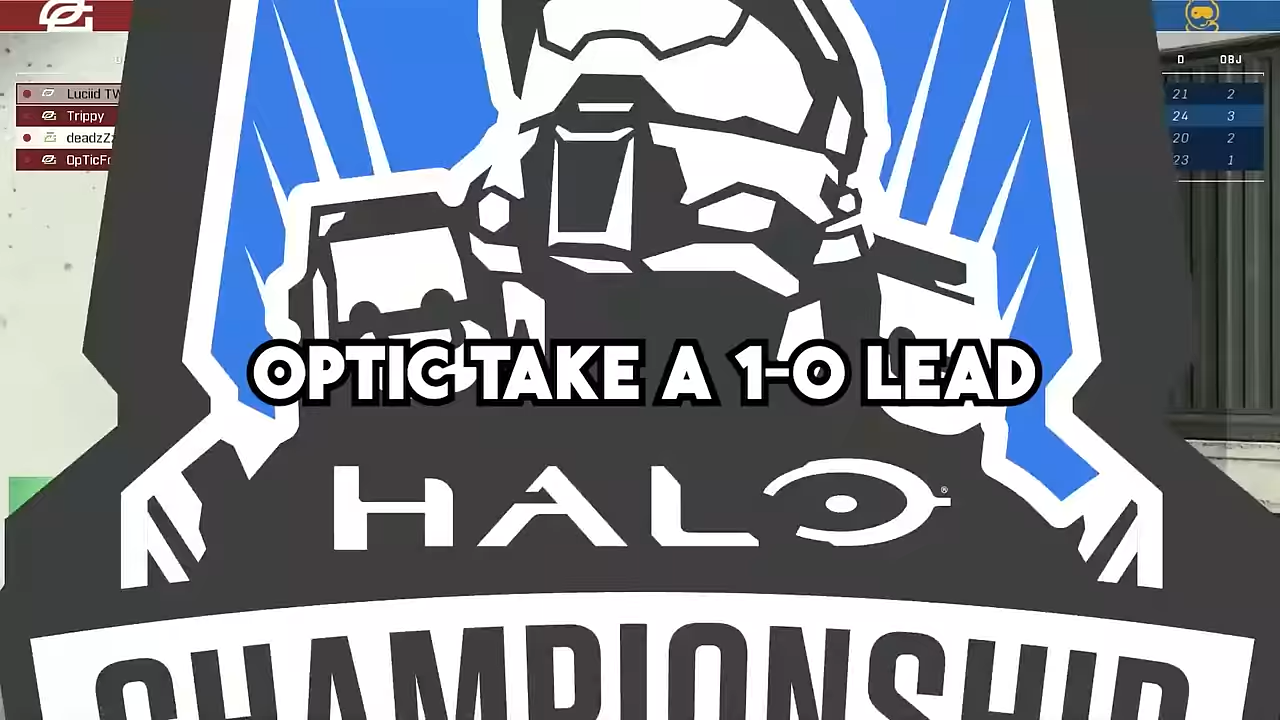 D OBJ
Luciid TW
21 2
Trippy
24 3
deadzZ
20 2
OpTicFr
23 1
OPTIC TAKE A 1-0 LEAD
HALO
CHAMPIONSHIP